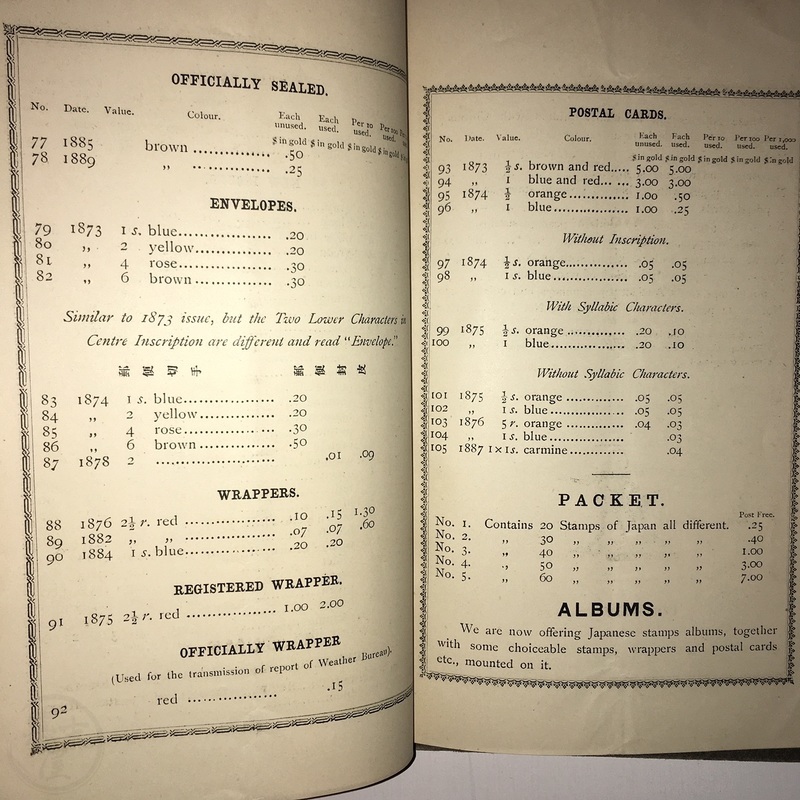 OFFICIALLY SEALED.
No. Date. Value. Colour. Each unused. Each used. Per 10 used. Per 100
$ in gold $ in gold $ in gold $ in
77 1885 brown .............. .50
78 1889 „ .............. .25
ENVELOPES.
79 1873 1 s. blue.................. .20
80 „ 2 yellow............... .20
81 „ 4 rose.................. .30
82 „ 6 brown ............... .30
Similar to 1873 issue, but the Two Lower Characters in
Centre Inscription are different and read "Envelope."
郵 便 切 手 郵 便 封 皮
83 1874 1 s. blue.................. .20
84 „ 2 yellow............... .20
85 „ 4 rose.................. .30
86 „ 6 brown ............... .50
87 1878 2 ........................ .01 .09
WRAPPERS.
88 1876 2½ r. red .................. .10 .15 1.30
89 1882 „ „ .................. .07 .07 .60
90 1884 1 s. blue.................. .20 .20
REGISTERED WRAPPER.
91 1875 2½ r. red .................. 1.00 2.00
OFFICIALLY WRAPPER
(Used for the transmission of report of Weather Bureau).
92 red .................. .15
POSTAL CARDS.
No. Date. Value. Colour. Each unused. Each used. Per 10 used. Per 100 used. Per 1,000 used.
$ in gold $ in gold $ in gold $ in gold $ in gold
93 1873 ½ s. brown and red..... 5.00 5.00
94 „ 1 blue and red... ... 3.00 3.00
95 1874 ½ orange............... 1.00 .50
96 „ 1 blue.................. 1.00 .25
Without Inscription.
97 1874 ½ s. orange............... .05 .05
98 „ 1 s. blue.................. .05 .05
With Syllabic Characters.
99 1875 ½ s. orange ............... .20 .10
100 „ 1 blue.................. .20 .10
Without Syllabic Characters.
101 1875 ½ s. orange ............... .05 .05
102 „ 1 s. blue .................. .05 .05
103 1876 5 r. orange ............... .04 .03
104 „ 1 s. blue .................. .03
105 1887 1 x 1s. carmine ............ .04
PACKET.
Post Free.
No. 1. Contains 20 Stamps of Japan all different. .25
No. 2. „ 30 „ „ „ „ „ .40
No. 3. „ 40 „ „ „ „ „ 1.00
No. 4. „ 50 „ „ „ „ „ 3.00
No. 5. „ 60 „ „ „ „ „ 7.00
ALBUMS.
We are now offering Japanese stamps albums, together
with some choiceable stamps, wrappers and postal cards
etc., mounted on it.